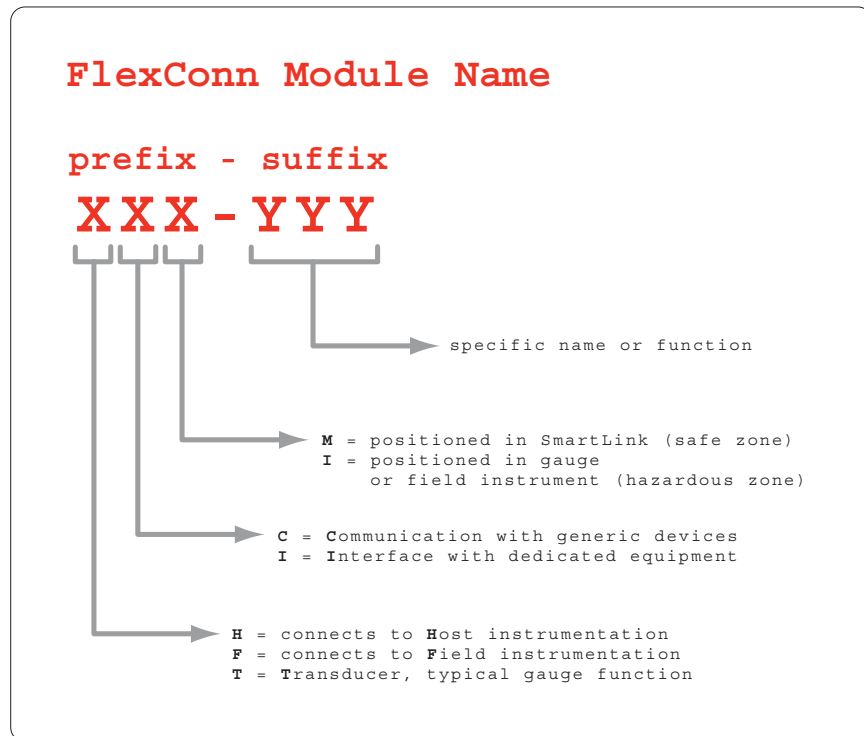 FlexConn Module Name
prefix - suffix
XXX-YYY
specific name or function
M = positioned in SmartLink (safe zone)
I = positioned in gauge
or field instrument (hazardous zone)
C = Communication with generic devices
I = Interface with dedicated equipment
H = connects to Host instrumentation
F = connects to Field instrumentation
T = Transducer, typical gauge function